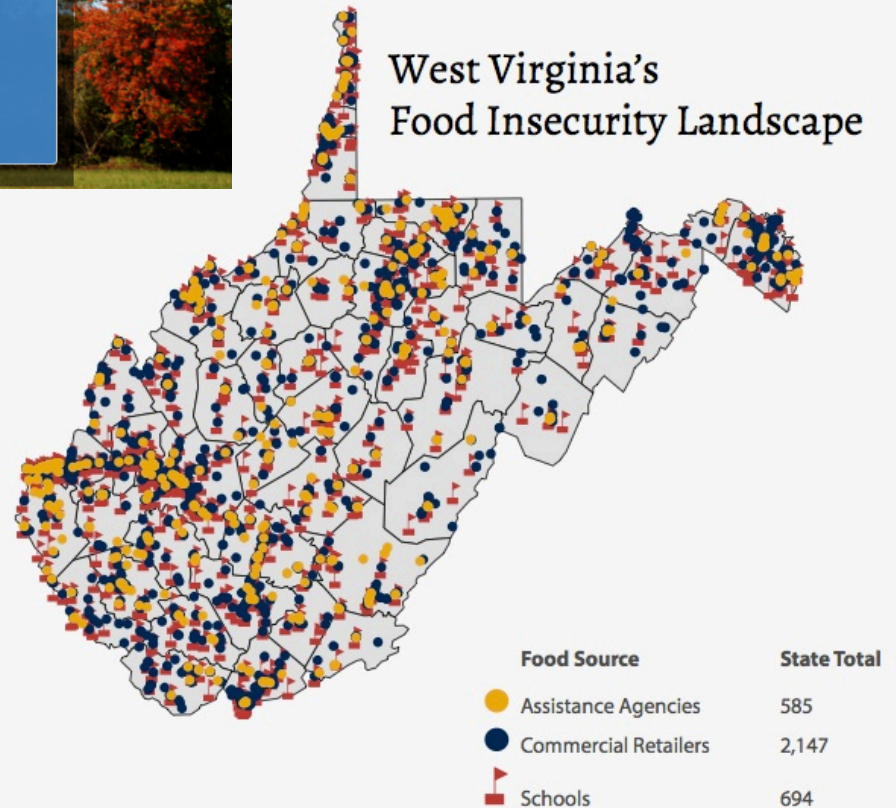 West Virginia’s
Food Insecurity Landscape
Food Source State Total
Assistance Agencies 585
Commercial Retailers 2,147
Schools 694